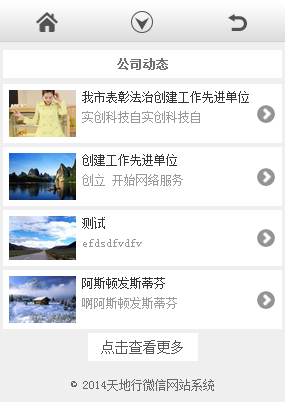 公司动态
我市表彰法治创建工作先进单位
实创科技自实创科技自
创建工作先进单位
创立 开始网络服务
测试
efdsdfvdfv
阿斯顿发斯蒂芬
啊阿斯顿发斯蒂芬
点击查看更多
© 2014天地行微信网站系统